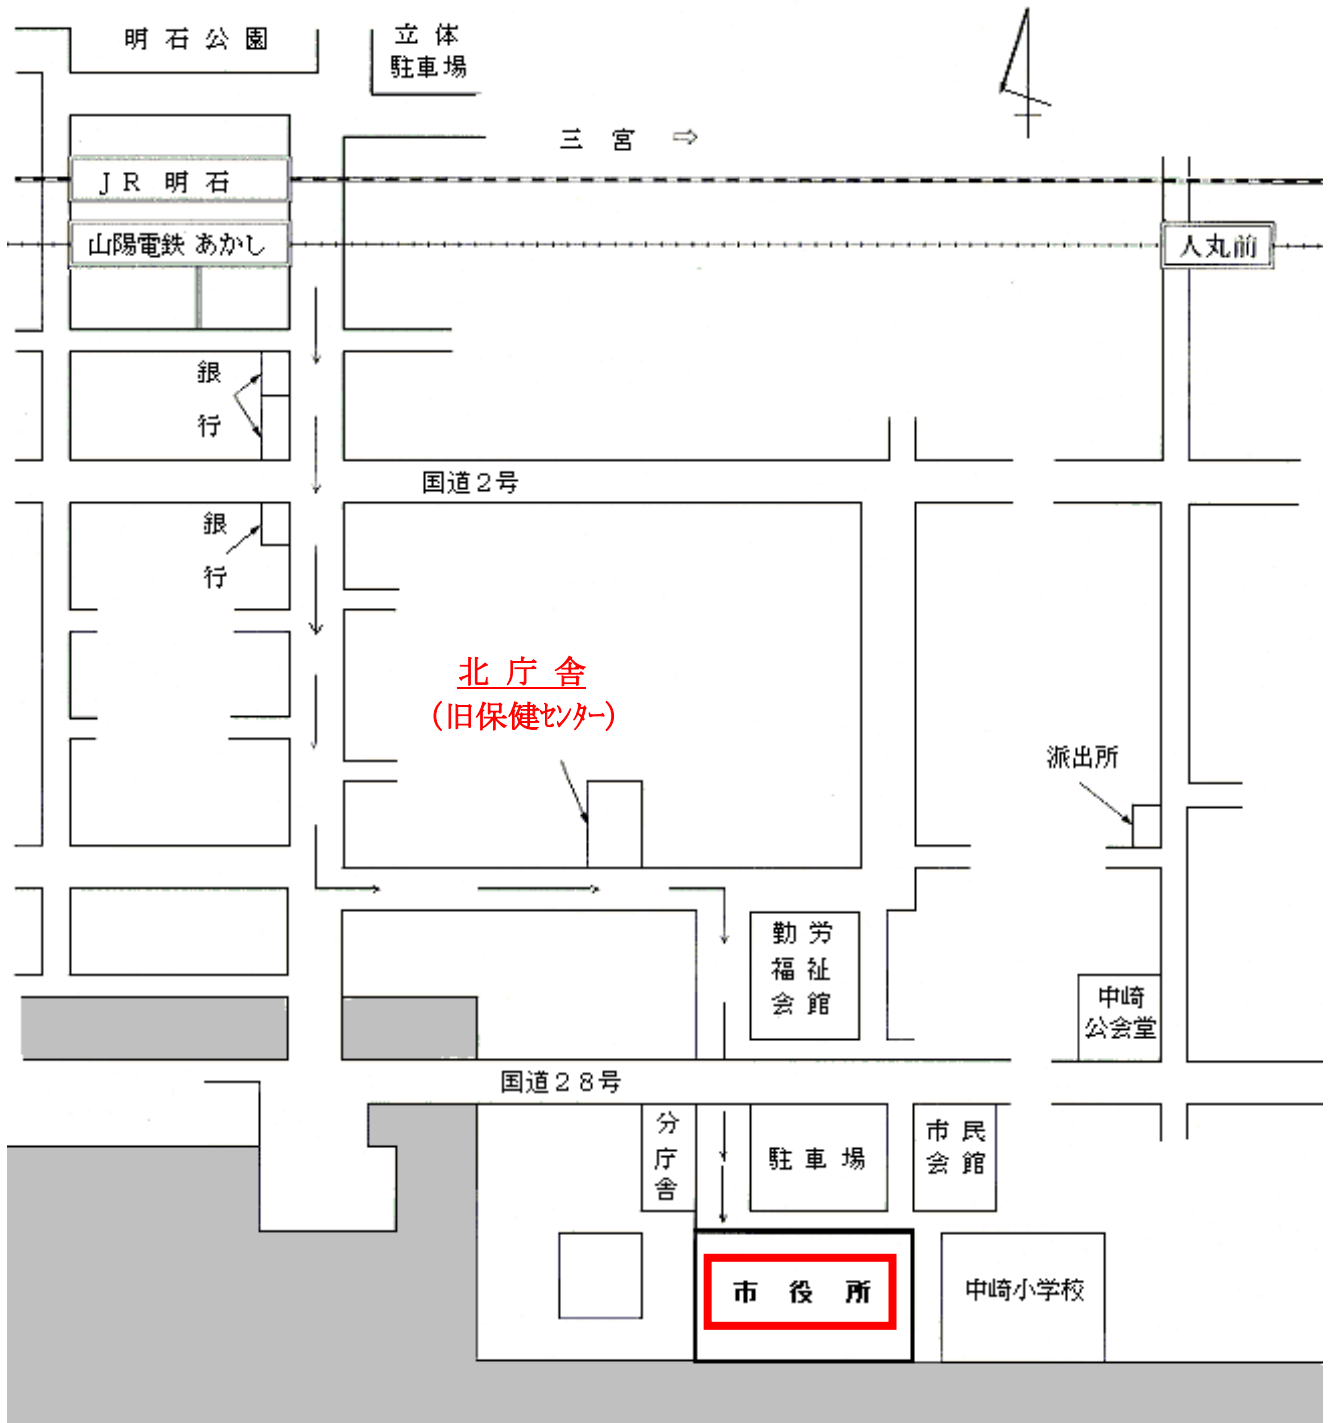 明石公園
立体
駐車場
三宮 ⇨
ＪＲ 明石
山陽電鉄 あかし
人丸前
銀
行
国道２号
銀
行
北庁舎
(旧保健ｾﾝﾀｰ)
派出所
勤労
福祉
会館
中崎
公会堂
国道２８号
分
庁
舎
駐車場
市民
会館
市役所
中崎小学校